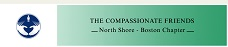 THE COMPASSIONATE FRIENDS
North Shore - Boston Chapter